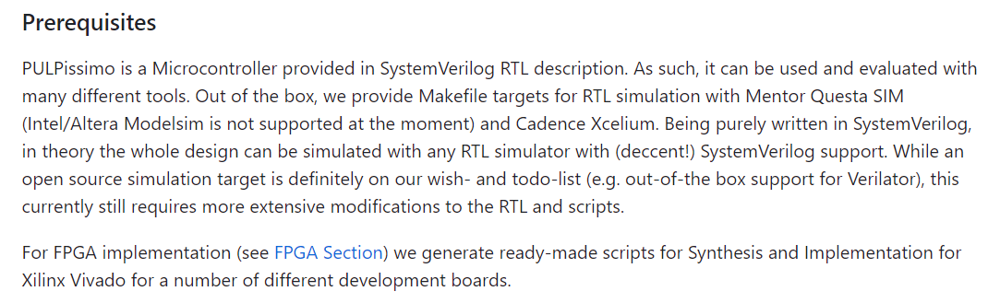 Prerequisites
PULPissimo is a Microcontroller provided in SystemVerilog RTL description. As such, it can be used and evaluated with
many different tools. Out of the box, we provide Makefile targets for RTL simulation with Mentor Questa SIM
(Intel/Altera Modelsim is not supported at the moment) and Cadence Xcelium. Being purely written in SystemVerilog,
in theory the whole design can be simulated with any RTL simulator with (deccent!) SystemVerilog support. While an
open source simulation target is definitely on our wish- and todo-list (e.g. out-of-the box support for Verilator), this
currently still requires more extensive modifications to the RTL and scripts.
For FPGA implementation (see FPGA Section) we generate ready-made scripts for Synthesis and Implementation for
Xilinx Vivado for a number of different development boards.